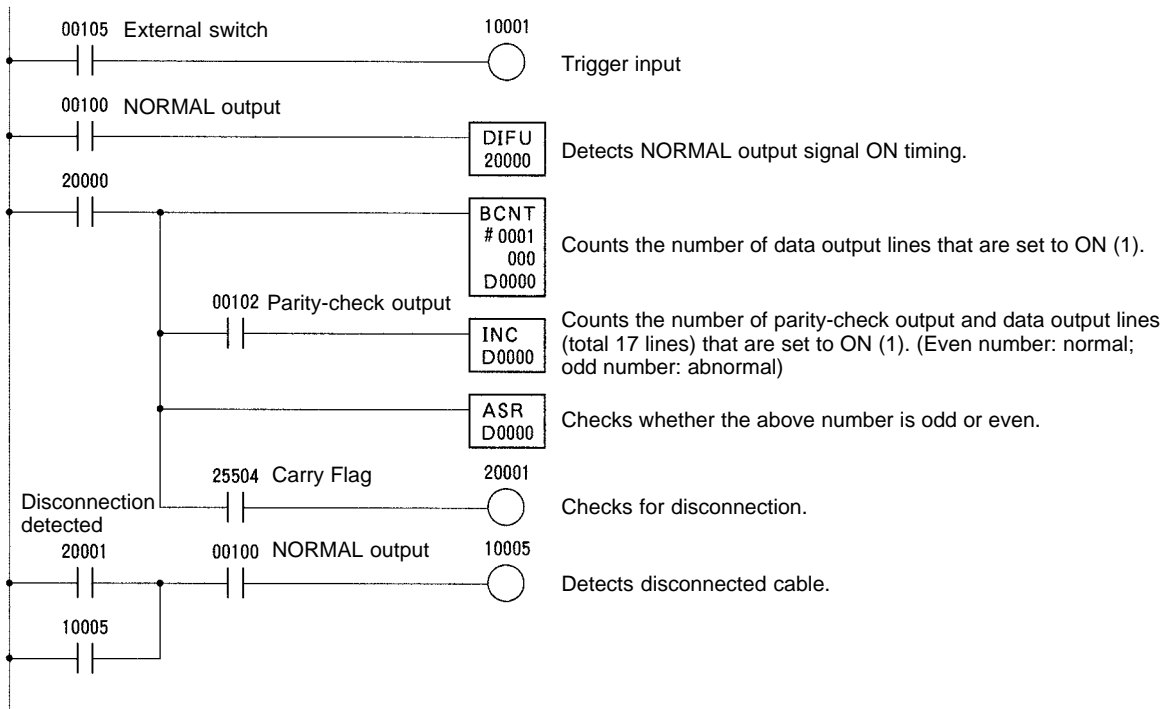 00105 External switch
10001
Trigger input
00100 NORMAL output
DIFU
20000
Detects NORMAL output signal ON timing.
20000
BCNT
#0001
000
D0000
Counts the number of data output lines that are set to ON (1).
00102 Parity-check output
INC
D0000
Counts the number of parity-check output and data output lines
(total 17 lines) that are set to ON (1). (Even number: normal;
odd number: abnormal)
ASR
D0000
Checks whether the above number is odd or even.
25504 Carry Flag
20001
Checks for disconnection.
Disconnection
detected
20001
00100 NORMAL output
10005
Detects disconnected cable.
10005